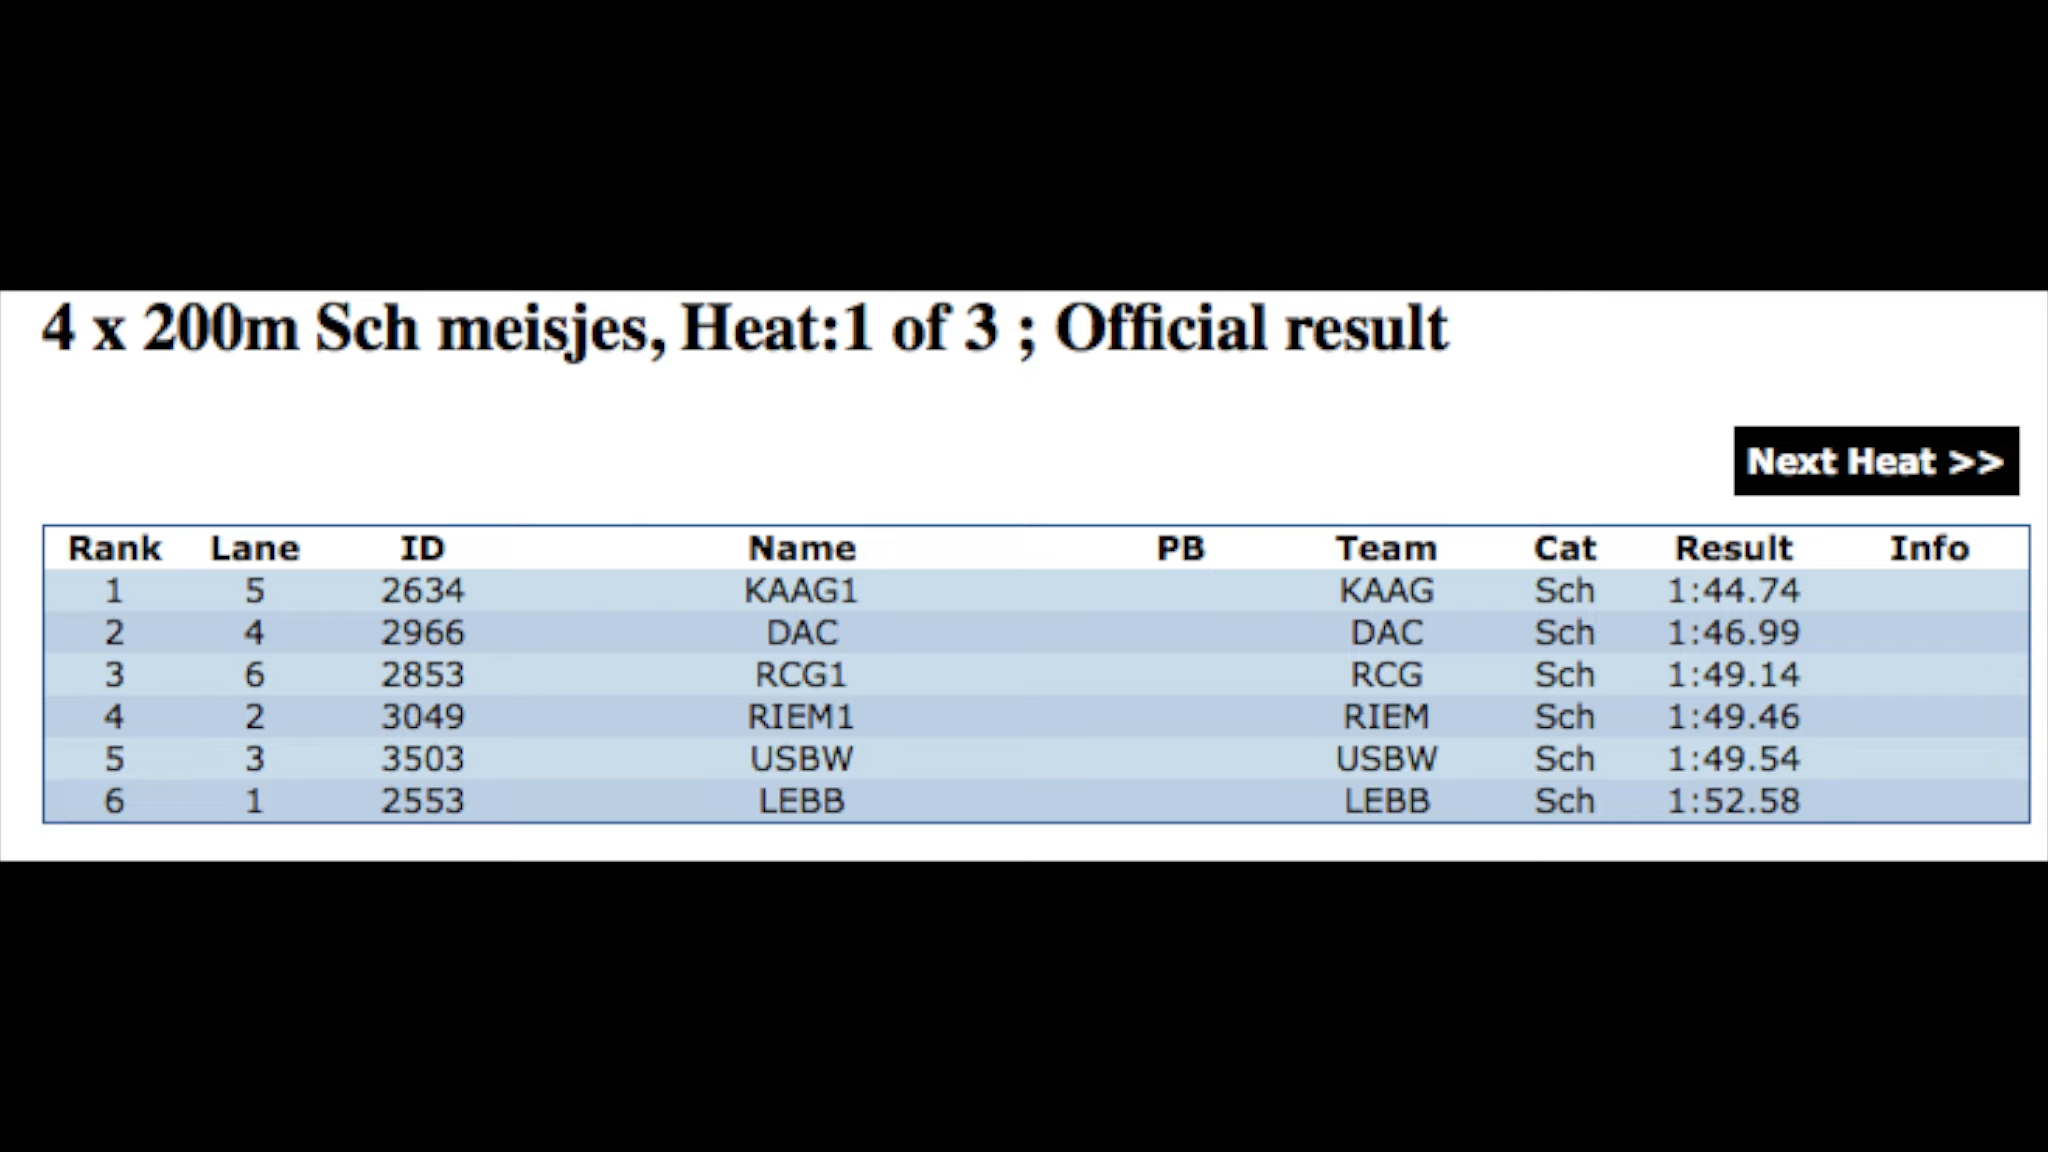 4 x 200m Sch meisjes, Heat:1 of 3 ; Official result
Next Heat >>
Rank Lane ID Name PB Team Cat Result Info
1 5 2634 KAAG1 KAAG Sch 1:44.74
2 4 2966 DAC DAC Sch 1:46.99
3 6 2853 RCG1 RCG Sch 1:49.14
4 2 3049 RIEM1 RIEM Sch 1:49.46
5 3 3503 USBW USBW Sch 1:49.54
6 1 2553 LEBB LEBB Sch 1:52.58